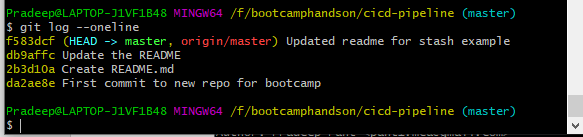 Pradeep@LAPTOP-J1VF1B48 MINGW64 /f/bootcamphandson/cicd-pipeline (master)
$ git log --oneline
f583dcf (HEAD -> master, origin/master) Updated readme for stash example
db9affc Update the README
2b3d10a Create README.md
da2ae8e First commit to new repo for bootcamp
Pradeep@LAPTOP-J1VF1B48 MINGW64 /f/bootcamphandson/cicd-pipeline (master)
$